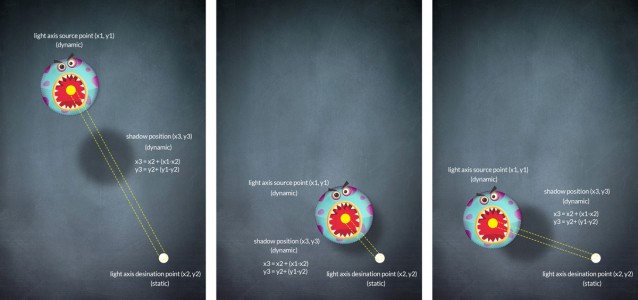 light axis source point (x1, y1)
(dynamic)
shadow position (x3, y3)
(dynamic)
x3 = x2 + (x1-x2)
y3 = y2+ (y1-y2)
light axis desination point (x2, y2)
(static)
light axis source point (x1, y1)
(dynamic)
shadow position (x3, y3)
(dynamic)
x3 = x2 + (x1-x2)
y3 = y2+ (y1-y2)
light axis desination point (x2, y2)
(static)
light axis source point (x1, y1)
(dynamic)
shadow position (x3, y3)
(dynamic)
x3 = x2 + (x1-x2)
y3 = y2+ (y1-y2)
light axis desination point (x2, y2)
(static)